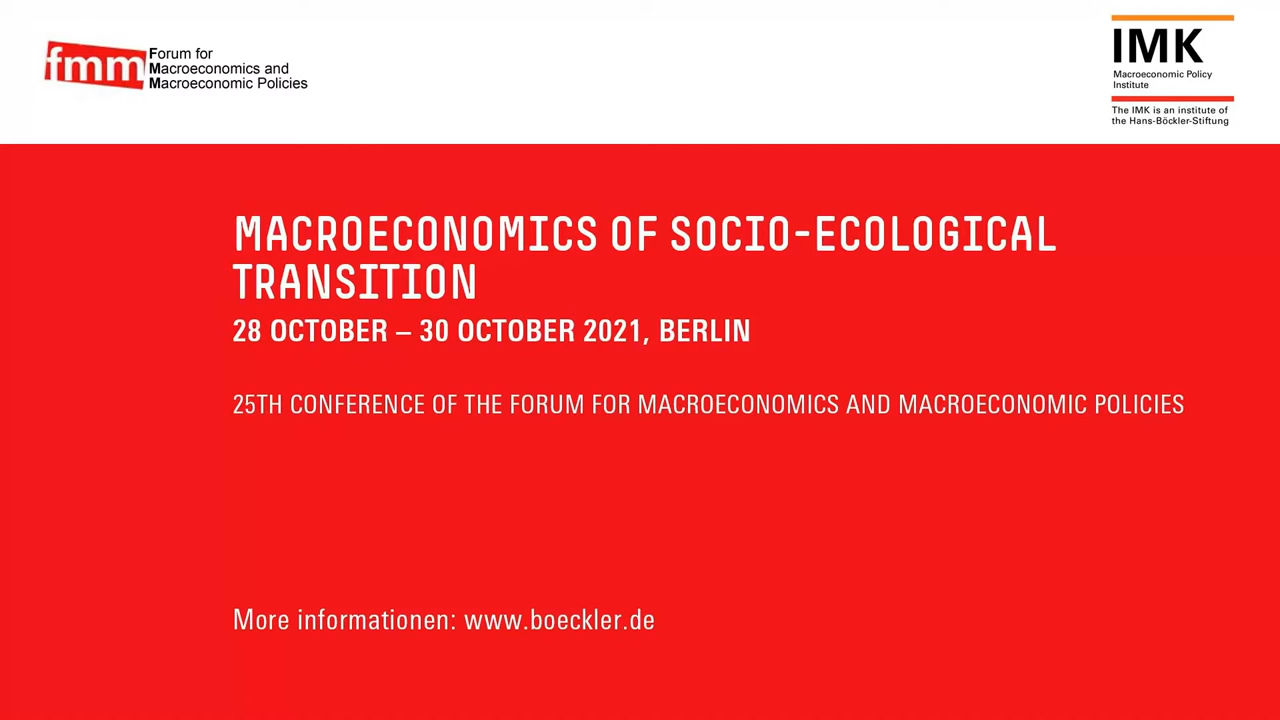 fmm
Forum for
Macroeconomics and
Macroeconomic Policies
IMK
Macroeconomic Policy
Institute
The IMK is an institute of
the Hans-Böckler-Stiftung
MACROECONOMICS OF SOCIO-ECOLOGICAL
TRANSITION
28 OCTOBER – 30 OCTOBER 2021, BERLIN
25TH CONFERENCE OF THE FORUM FOR MACROECONOMICS AND MACROECONOMIC POLICIES
More informationen: www.boeckler.de